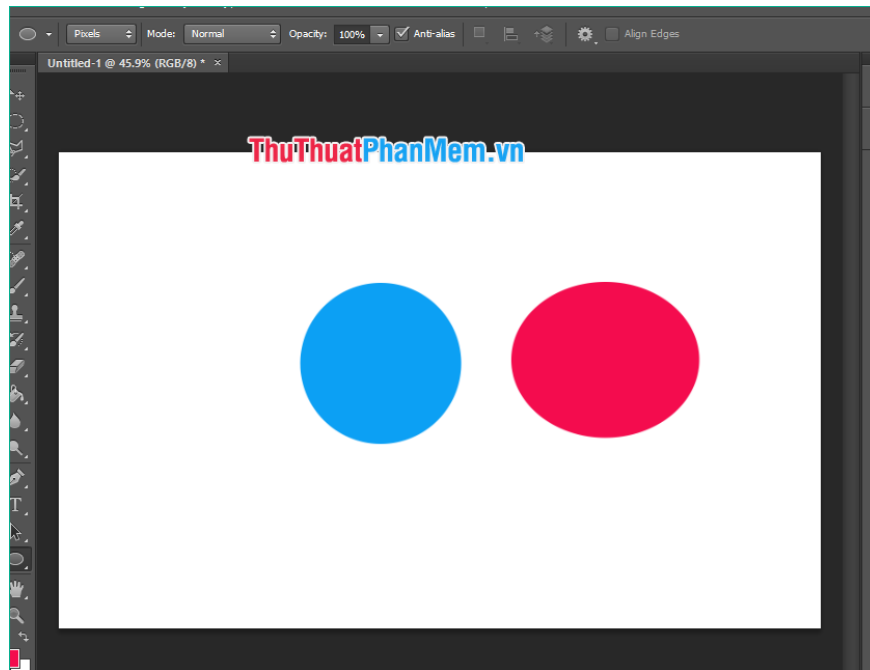 Pixels Mode: Normal Opacity: 100% Anti-alias Align Edges
Untitled-1 @ 45.9% (RGB/8) * ×
ThuThuatPhanMem.vn
T